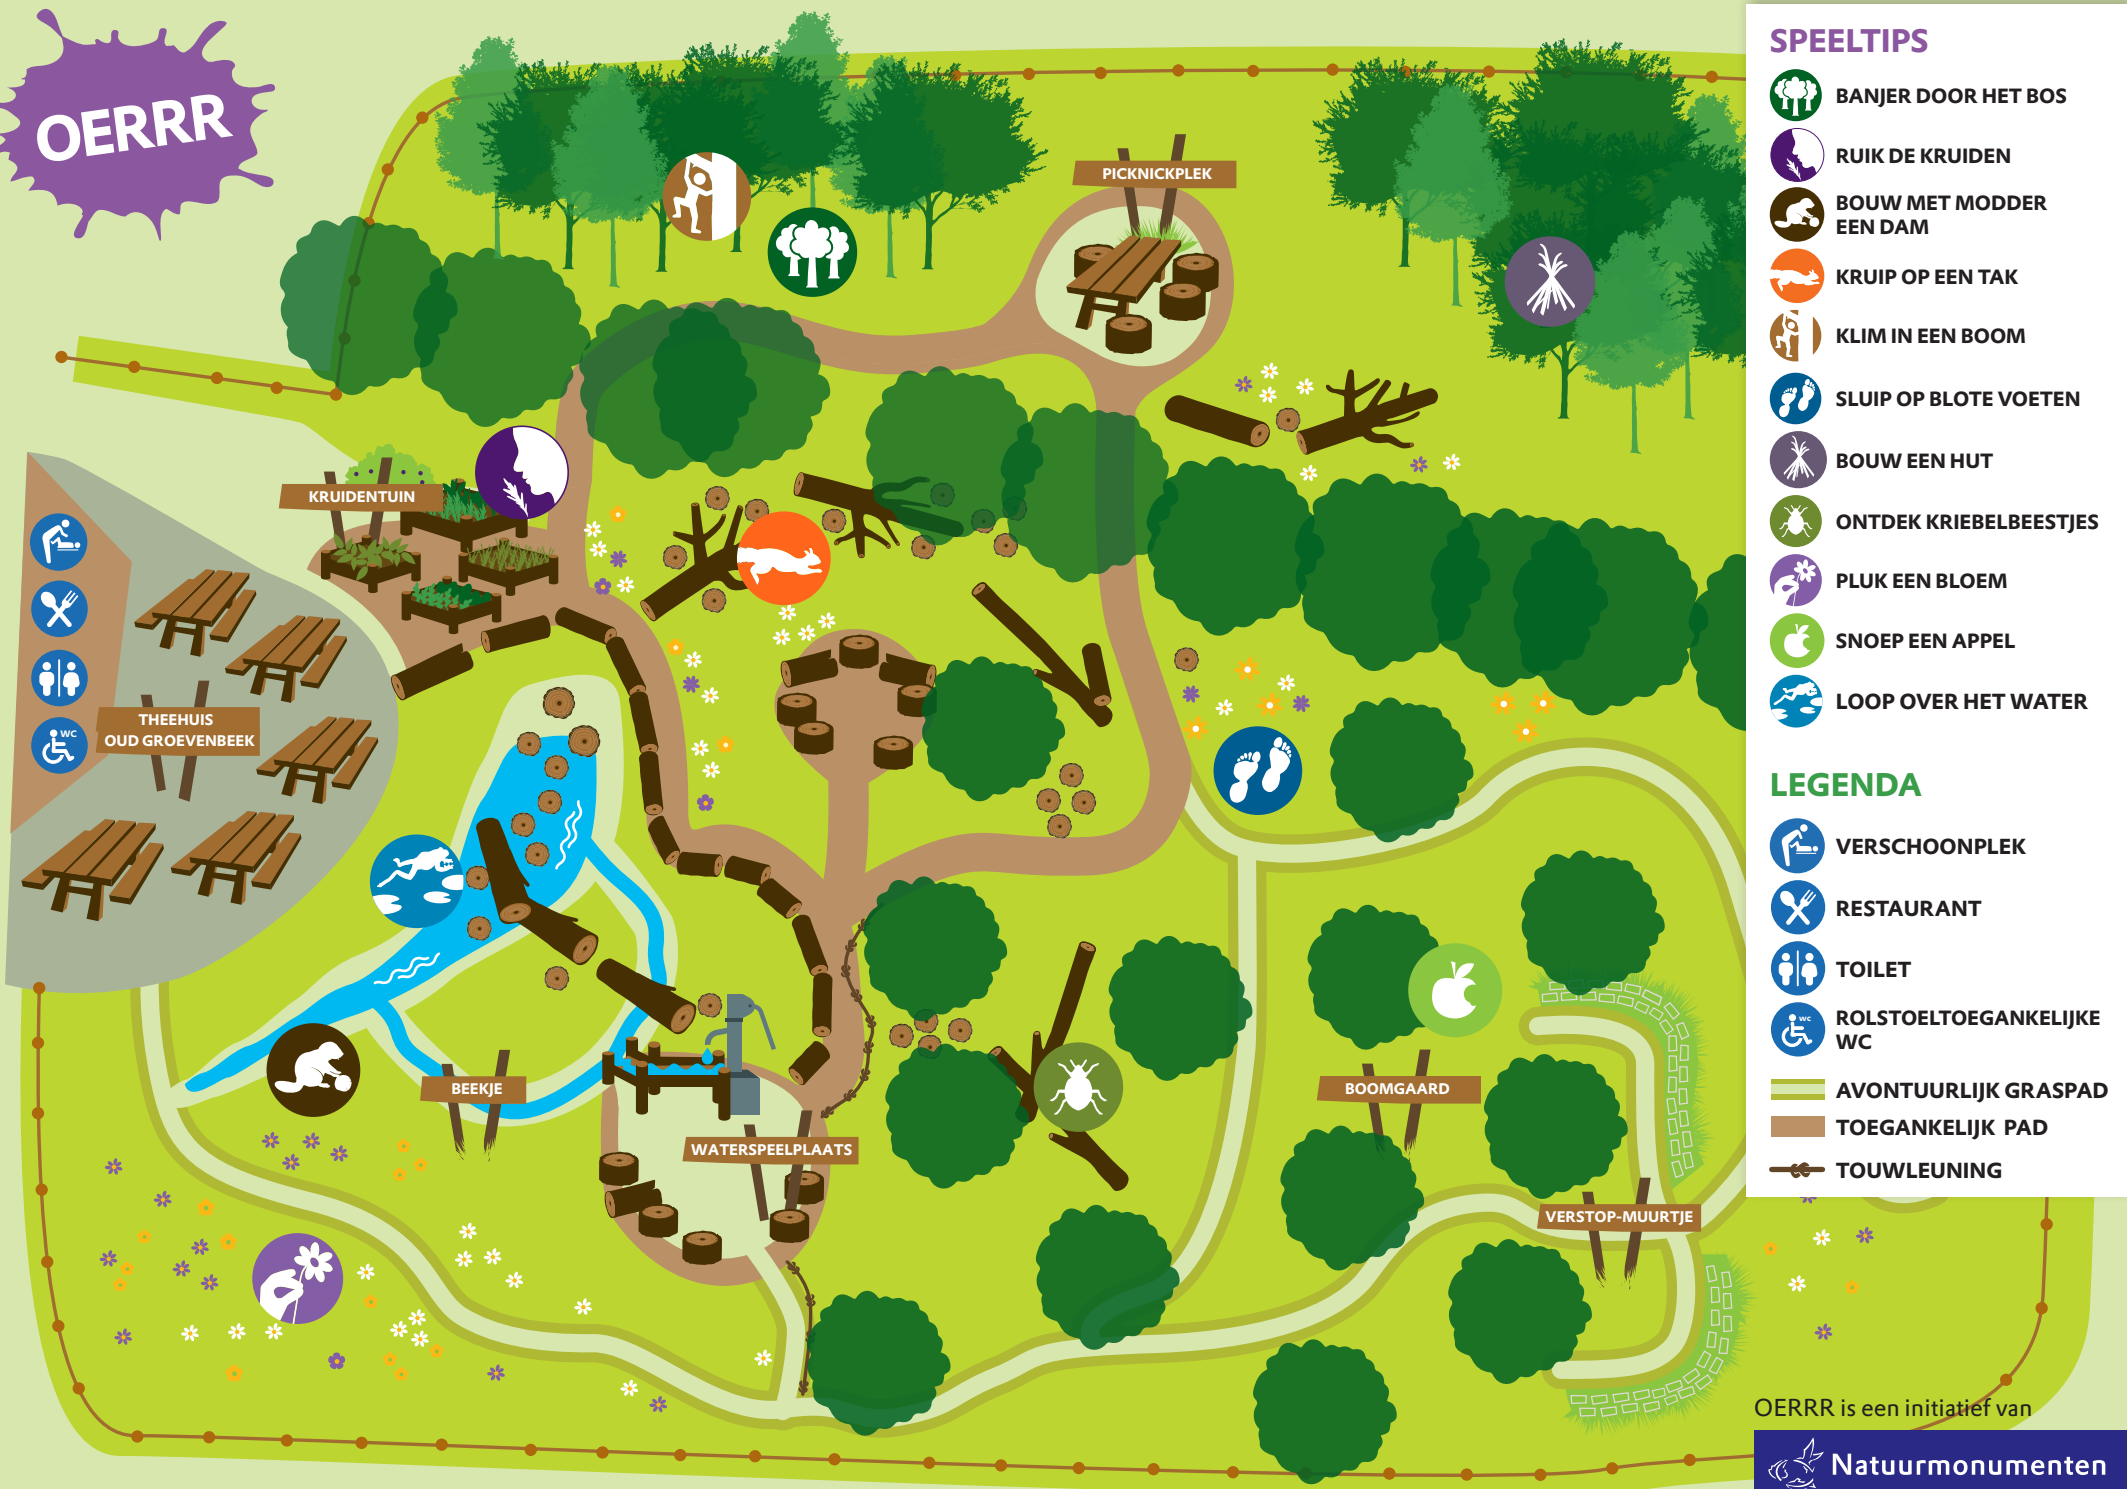 OERRR
PICKNICKPLEK
KRUIDENTUIN
THEEHUIS
OUD GROEVENBEEK
WC
BEEKJE
WATERSPEELPLAATS
BOOMGAARD
VERSTOP-MUURTJE
SPEELTIPS
BANJER DOOR HET BOS
RUIK DE KRUIDEN
BOUW MET MODDER
EEN DAM
KRUIP OP EEN TAK
KLIM IN EEN BOOM
SLUIP OP BLOTE VOETEN
BOUW EEN HUT
ONTDEK KRIEBELBEESTJES
PLUK EEN BLOEM
SNOEP EEN APPEL
LOOP OVER HET WATER
LEGENDA
VERSCHOONPLEK
RESTAURANT
TOILET
WC
ROLSTOELTOEGANKELIJKE
WC
AVONTUURLIJK GRASPAD
TOEGANKELIJK PAD
TOUWLEUNING
OERRR is een initiatief van
Natuurmonumenten